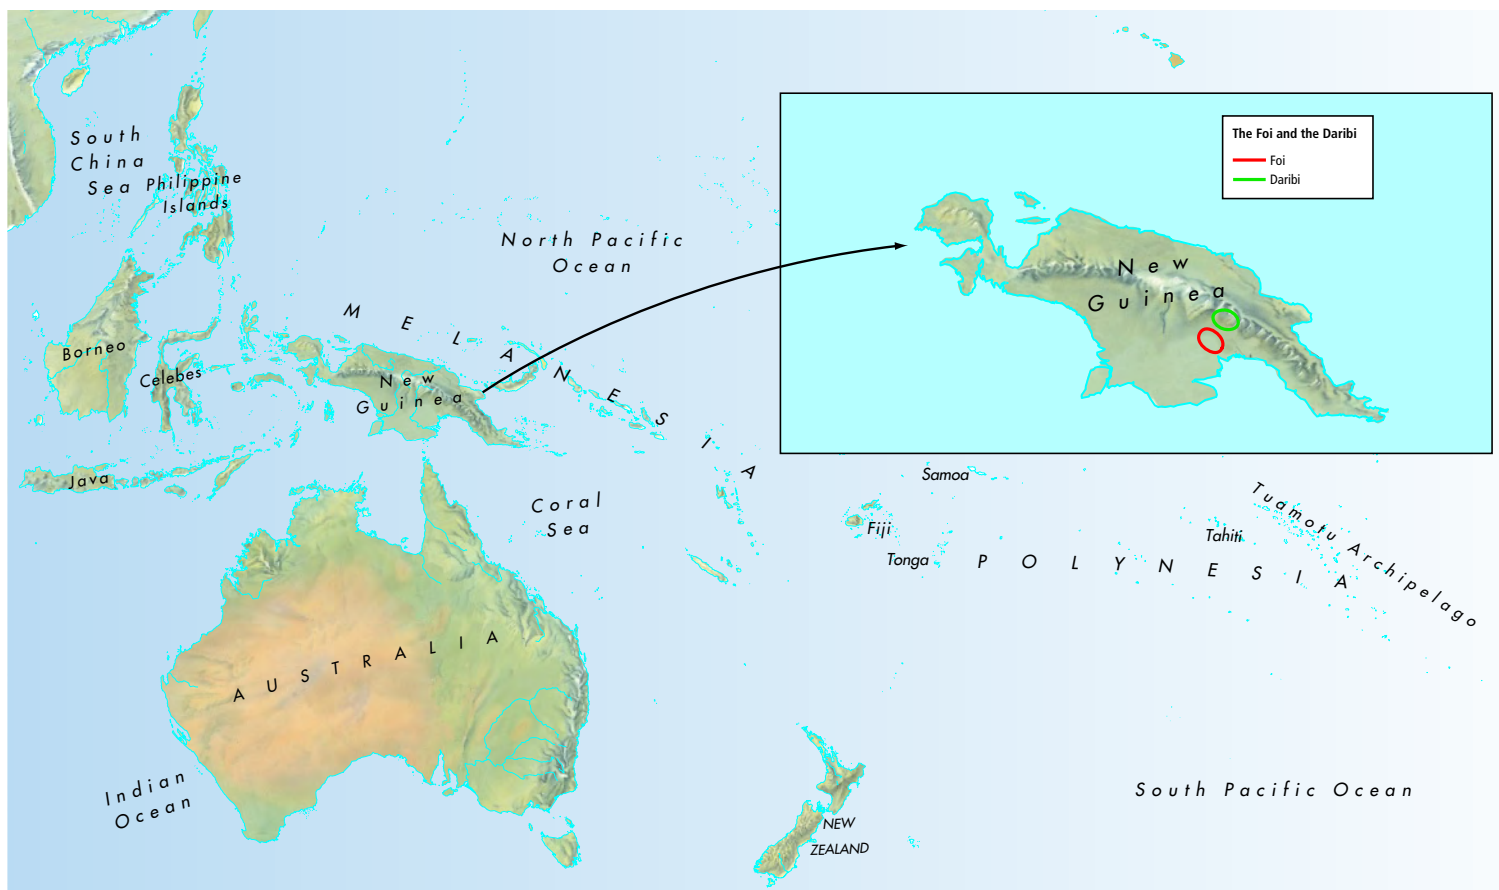 South
China
Sea
Philippine
Islands
North Pacific
Ocean
The Foi and the Daribi
Foi
Daribi
New
Guinea
MELANESIA
Borneo
Celebes
New
Guinea
Java
Coral
Sea
Samoa
Fiji
Tonga
POLYNESIA
Tahiti
Tuamotu Archipelago
AUSTRALIA
Indian
Ocean
NEW
ZEALAND
South Pacific Ocean